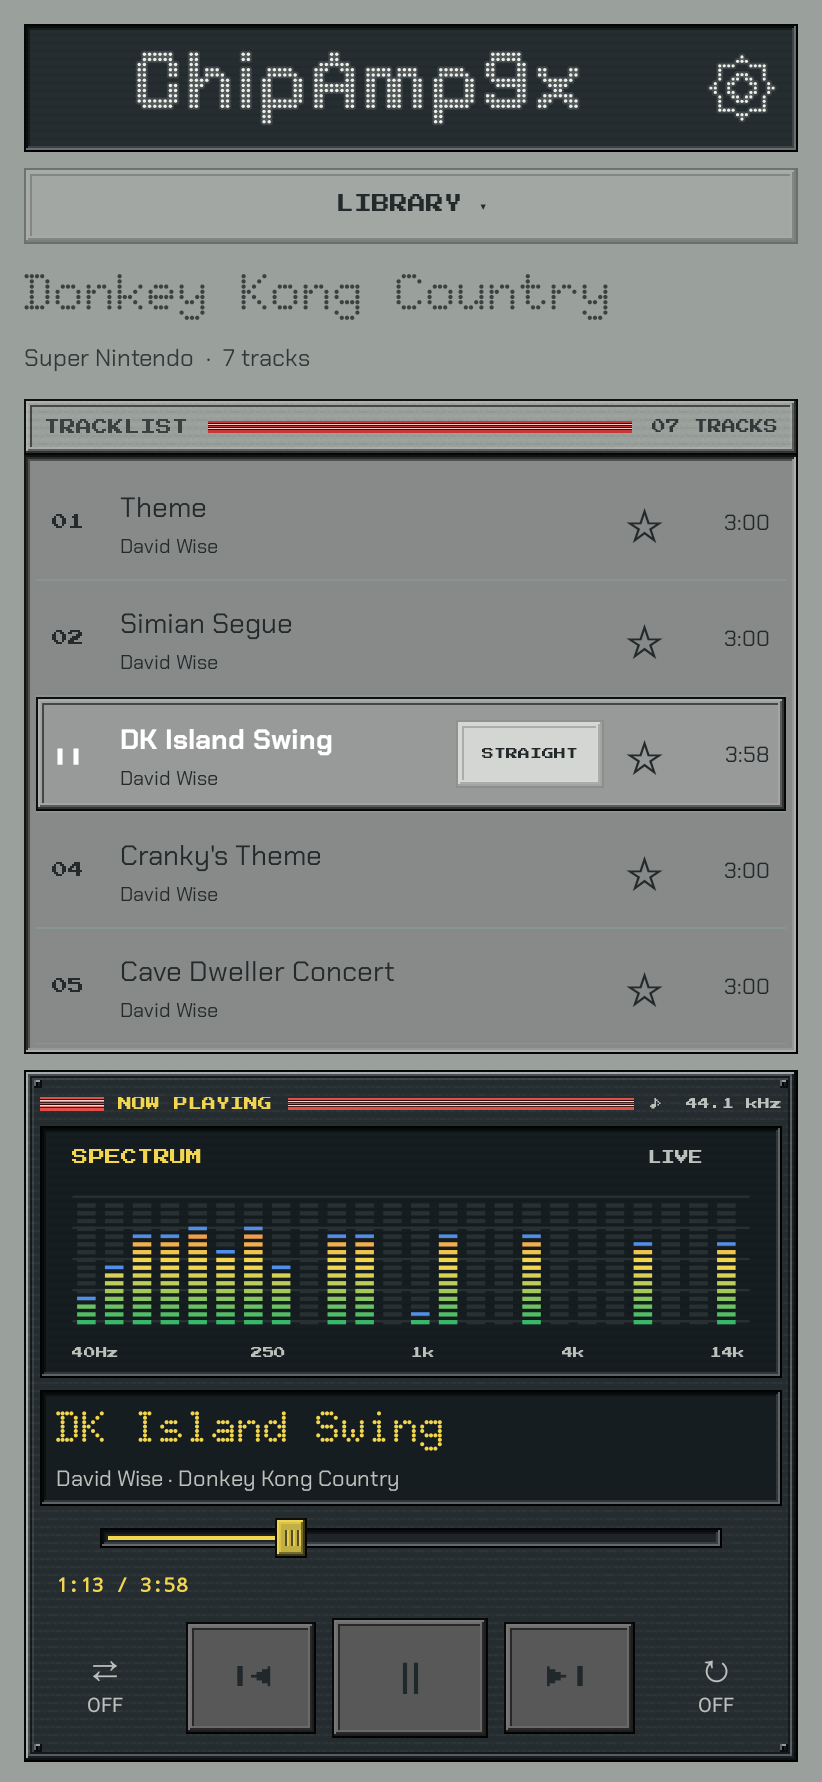 ChipAmp9x
LIBRARY ▾
Donkey Kong Country
Super Nintendo · 7 tracks
TRACKLIST 07 TRACKS
01 Theme 3:00
David Wise
02 Simian Segue 3:00
David Wise
DK Island Swing STRAIGHT 3:58
David Wise
04 Cranky's Theme 3:00
David Wise
05 Cave Dweller Concert 3:00
David Wise
NOW PLAYING ♪ 44.1 kHz
SPECTRUM LIVE
40Hz 250 1k 4k 14k
DK Island Swing
David Wise · Donkey Kong Country
1:13 / 3:58
OFF OFF